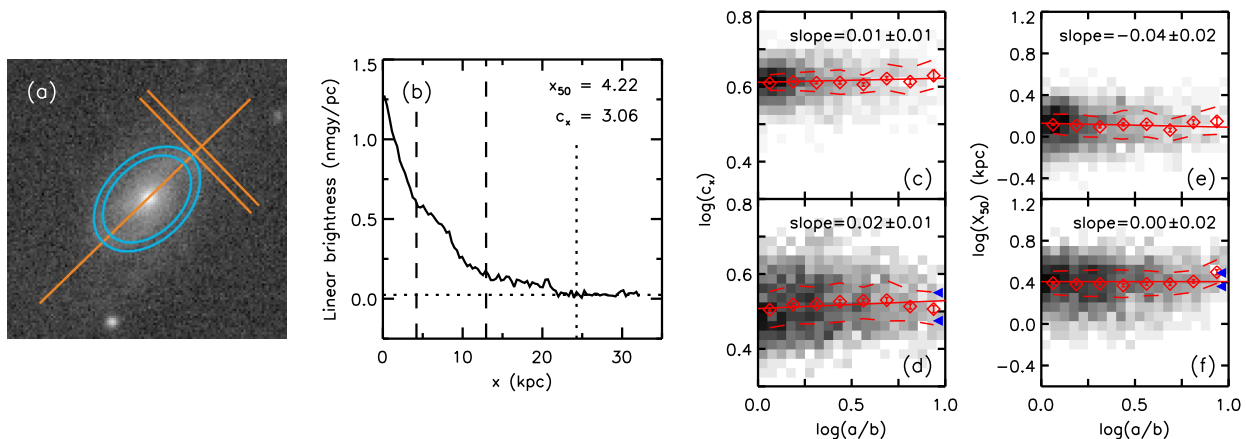 (a)
(b)
x50 = 4.22
cx = 3.06
Linear brightness (nmgy/pc)
1.50
1.0
0.5
0.0
0 10 20 30
x (kpc)
slope=0.01±0.01
(c)
0.8
0.6
0.4
log(cx)
slope=0.02±0.01
(d)
0.8
0.6
0.4
0.0 0.5 1.0
log(a/b)
slope=−0.04±0.02
(e)
1.2
0.8
0.4
0.0
−0.4
log(X50) (kpc)
slope=0.00±0.02
(f)
1.2
0.8
0.4
0.0
−0.4
0.0 0.5 1.0
log(a/b)